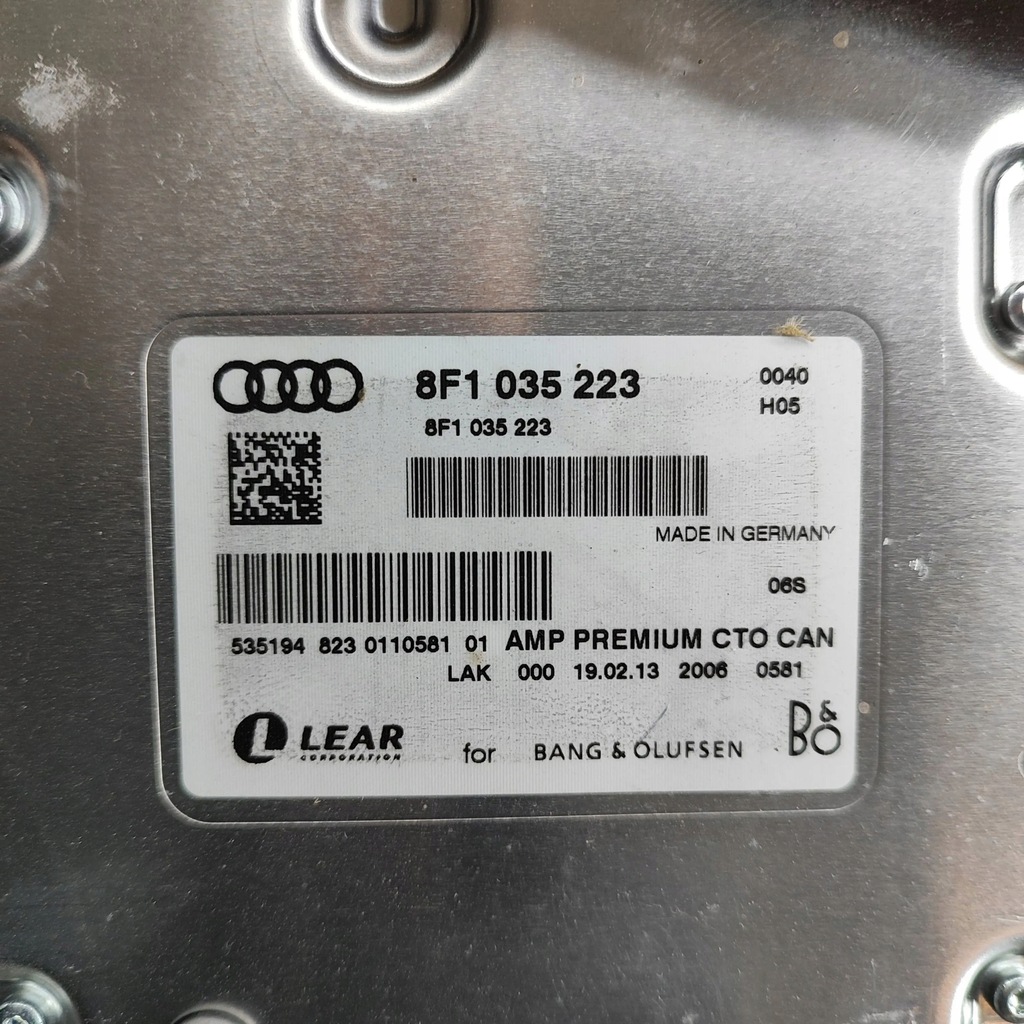 8F1 035 223
0040
8F1 035 223
H05
MADE IN GERMANY
06S
535194 823 0110581 01 AMP PREMIUM CTO CAN
LAK 000 19.02.13 2006 0581
L LEAR
CORPORATION
for BANG & OLUFSEN
B&O